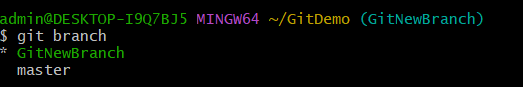 admin@DESKTOP-I9Q7BJ5 MINGW64 ~/GitDemo (GitNewBranch)
$ git branch
* GitNewBranch
  master